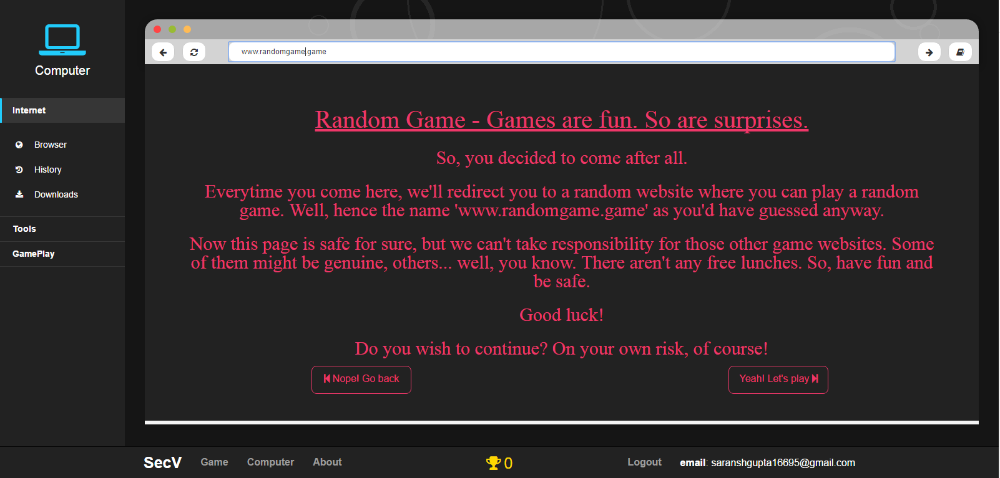 Computer
Internet
Browser
History
Downloads
Tools
GamePlay
www.randomgame.game
Random Game - Games are fun. So are surprises.
So, you decided to come after all.
Everytime you come here, we'll redirect you to a random website where you can play a random
game. Well, hence the name 'www.randomgame.game' as you'd have guessed anyway.
Now this page is safe for sure, but we can't take responsibility for those other game websites. Some
of them might be genuine, others... well, you know. There aren't any free lunches. So, have fun and
be safe.
Good luck!
Do you wish to continue? On your own risk, of course!
Nope! Go back
Yeah! Let's play
SecV Game Computer About 0 Logout email: saranshgupta16695@gmail.com